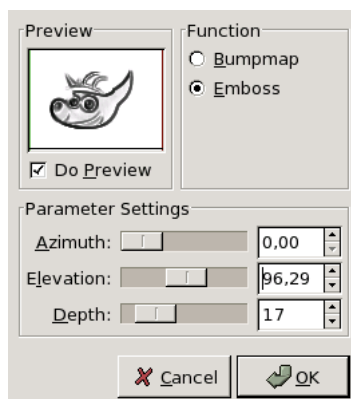 Preview
Function
Bumpmap
Emboss
Do Preview
Parameter Settings
Azimuth: 0,00
Elevation: 96,29
Depth: 17
Cancel
OK